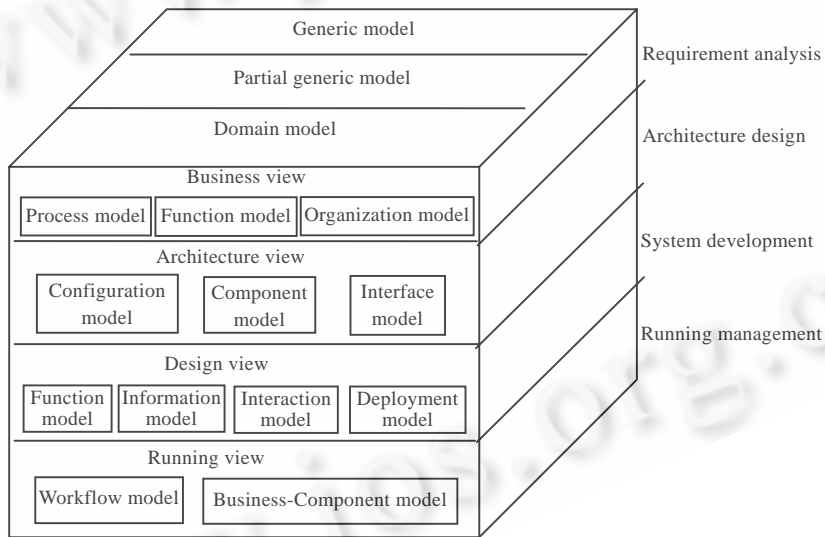 Generic model
Partial generic model
Domain model
Requirement analysis
Architecture design
System development
Running management
Business view
Process model
Function model
Organization model
Architecture view
Configuration
model
Component
model
Interface
model
Design view
Function
model
Information
model
Interaction
model
Deployment
model
Running view
Workflow model
Business-Component model